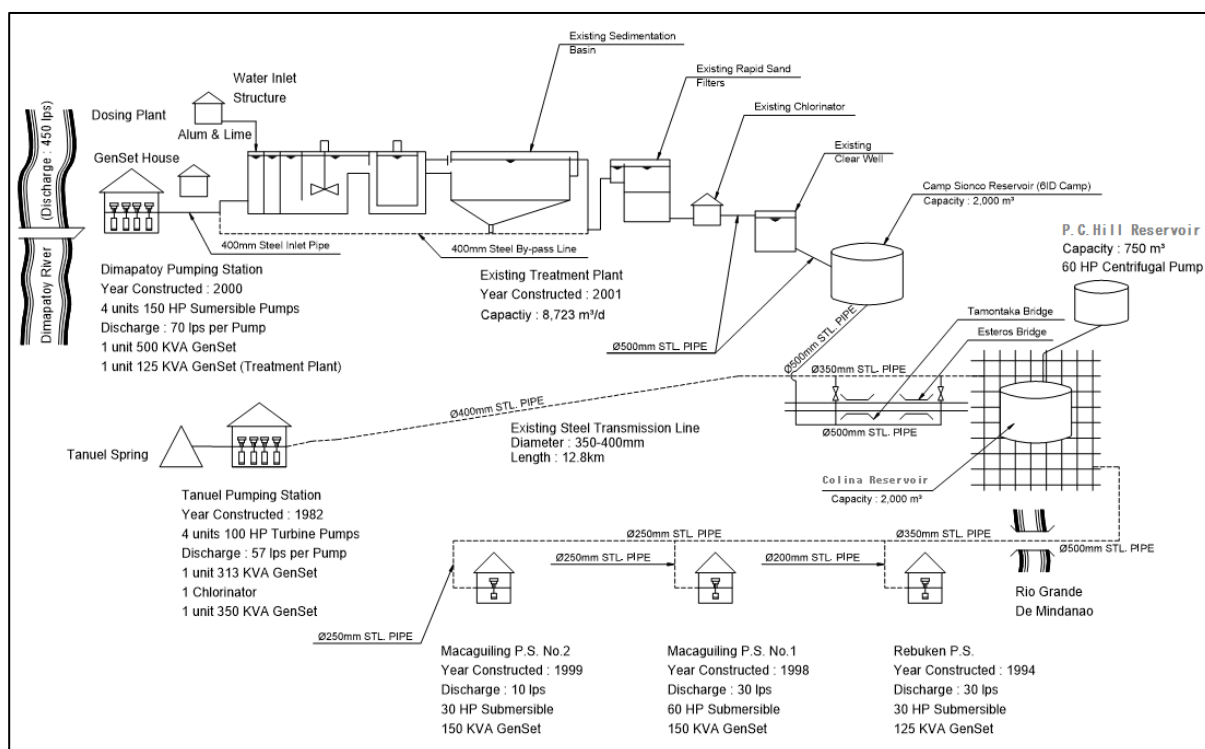 Existing Sedimentation
Basin
Water Inlet
Structure
Existing Rapid Sand
Filters
Dosing Plant
Alum & Lime
Existing Chlorinator
GenSet House
Existing
Clear Well
(Discharge : 450 lps)
Dimapatoy River
Camp Sionco Reservoir (6ID Camp)
Capacity : 2,000 m³
P.C.Hill Reservoir
Capacity : 750 m³
60 HP Centrifugal Pump
400mm Steel Inlet Pipe
400mm Steel By-pass Line
Dimapatoy Pumping Station
Year Constructed : 2000
4 units 150 HP Sumersible Pumps
Discharge : 70 lps per Pump
1 unit 500 KVA GenSet
1 unit 125 KVA GenSet (Treatment Plant)
Existing Treatment Plant
Year Constructed : 2001
Capactiy : 8,723 m³/d
Ø500mm STL. PIPE
Ø500mm STL. PIPE
Tamontaka Bridge
Esteros Bridge
Ø350mm STL. PIPE
Ø400mm STL. PIPE
Existing Steel Transmission Line
Diameter : 350-400mm
Length : 12.8km
Ø500mm STL. PIPE
Tanuel Spring
Colina Reservoir
Capacity : 2,000 m³
Tanuel Pumping Station
Year Constructed : 1982
4 units 100 HP Turbine Pumps
Discharge : 57 lps per Pump
1 unit 313 KVA GenSet
1 Chlorinator
1 unit 350 KVA GenSet
Ø250mm STL. PIPE
Ø350mm STL. PIPE
Ø500mm STL. PIPE
Ø250mm STL. PIPE
Ø200mm STL. PIPE
Rio Grande
De Mindanao
Ø250mm STL. PIPE
Macaguiling P.S. No.2
Year Constructed : 1999
Discharge : 10 lps
30 HP Submersible
150 KVA GenSet
Macaguiling P.S. No.1
Year Constructed : 1998
Discharge : 30 lps
60 HP Submersible
150 KVA GenSet
Rebuken P.S.
Year Constructed : 1994
Discharge : 30 lps
30 HP Submersible
125 KVA GenSet